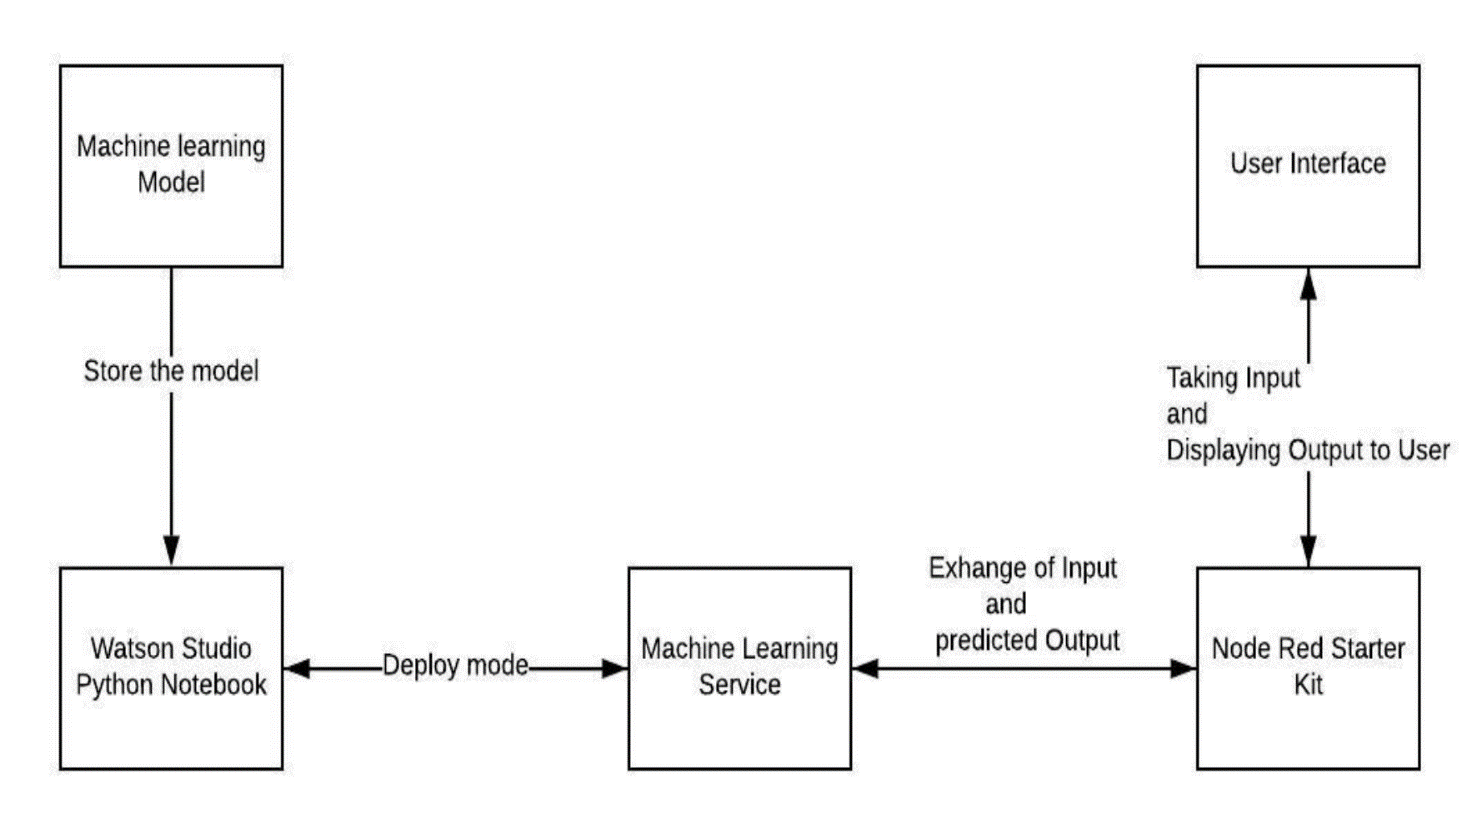 Machine learning
Model
User Interface
Store the model
Taking Input
and
Displaying Output to User
Watson Studio
Python Notebook
Deploy mode
Machine Learning
Service
Exhange of Input
and
predicted Output
Node Red Starter
Kit